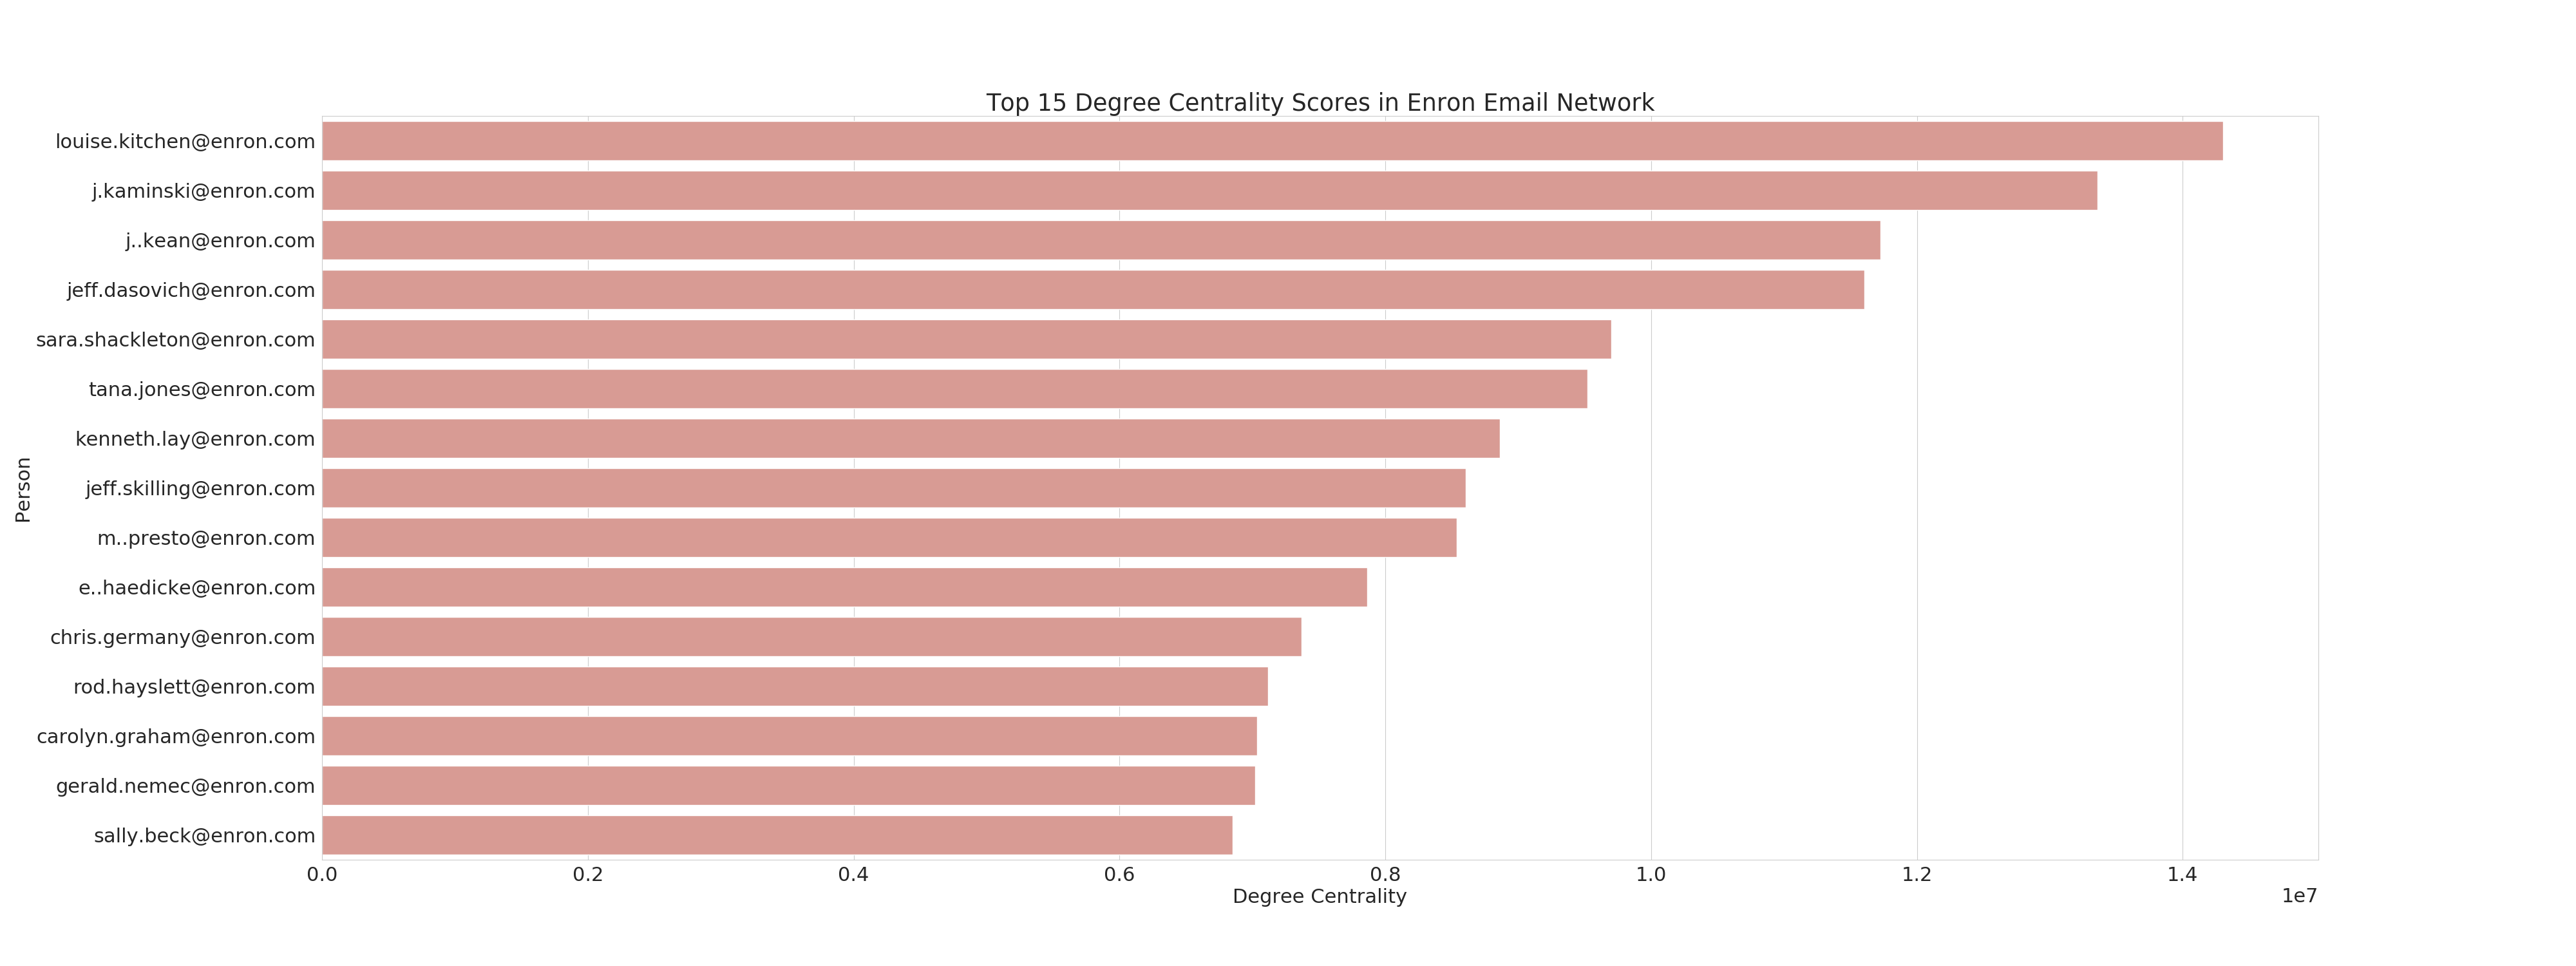 Top 15 Degree Centrality Scores in Enron Email Network
louise.kitchen@enron.com
j.kaminski@enron.com
j..kean@enron.com
jeff.dasovich@enron.com
sara.shackleton@enron.com
tana.jones@enron.com
kenneth.lay@enron.com
jeff.skilling@enron.com
m..presto@enron.com
e..haedicke@enron.com
chris.germany@enron.com
rod.hayslett@enron.com
carolyn.graham@enron.com
gerald.nemec@enron.com
sally.beck@enron.com
Person
0.0 0.2 0.4 0.6 0.8 1.0 1.2 1.4
Degree Centrality
1e7